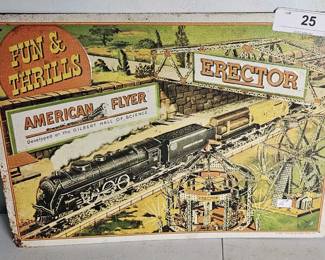 25
FUN &
THRILLS
ERECTOR
AMERICAN FLYER
Developed at the GILBERT HALL OF SCIENCE